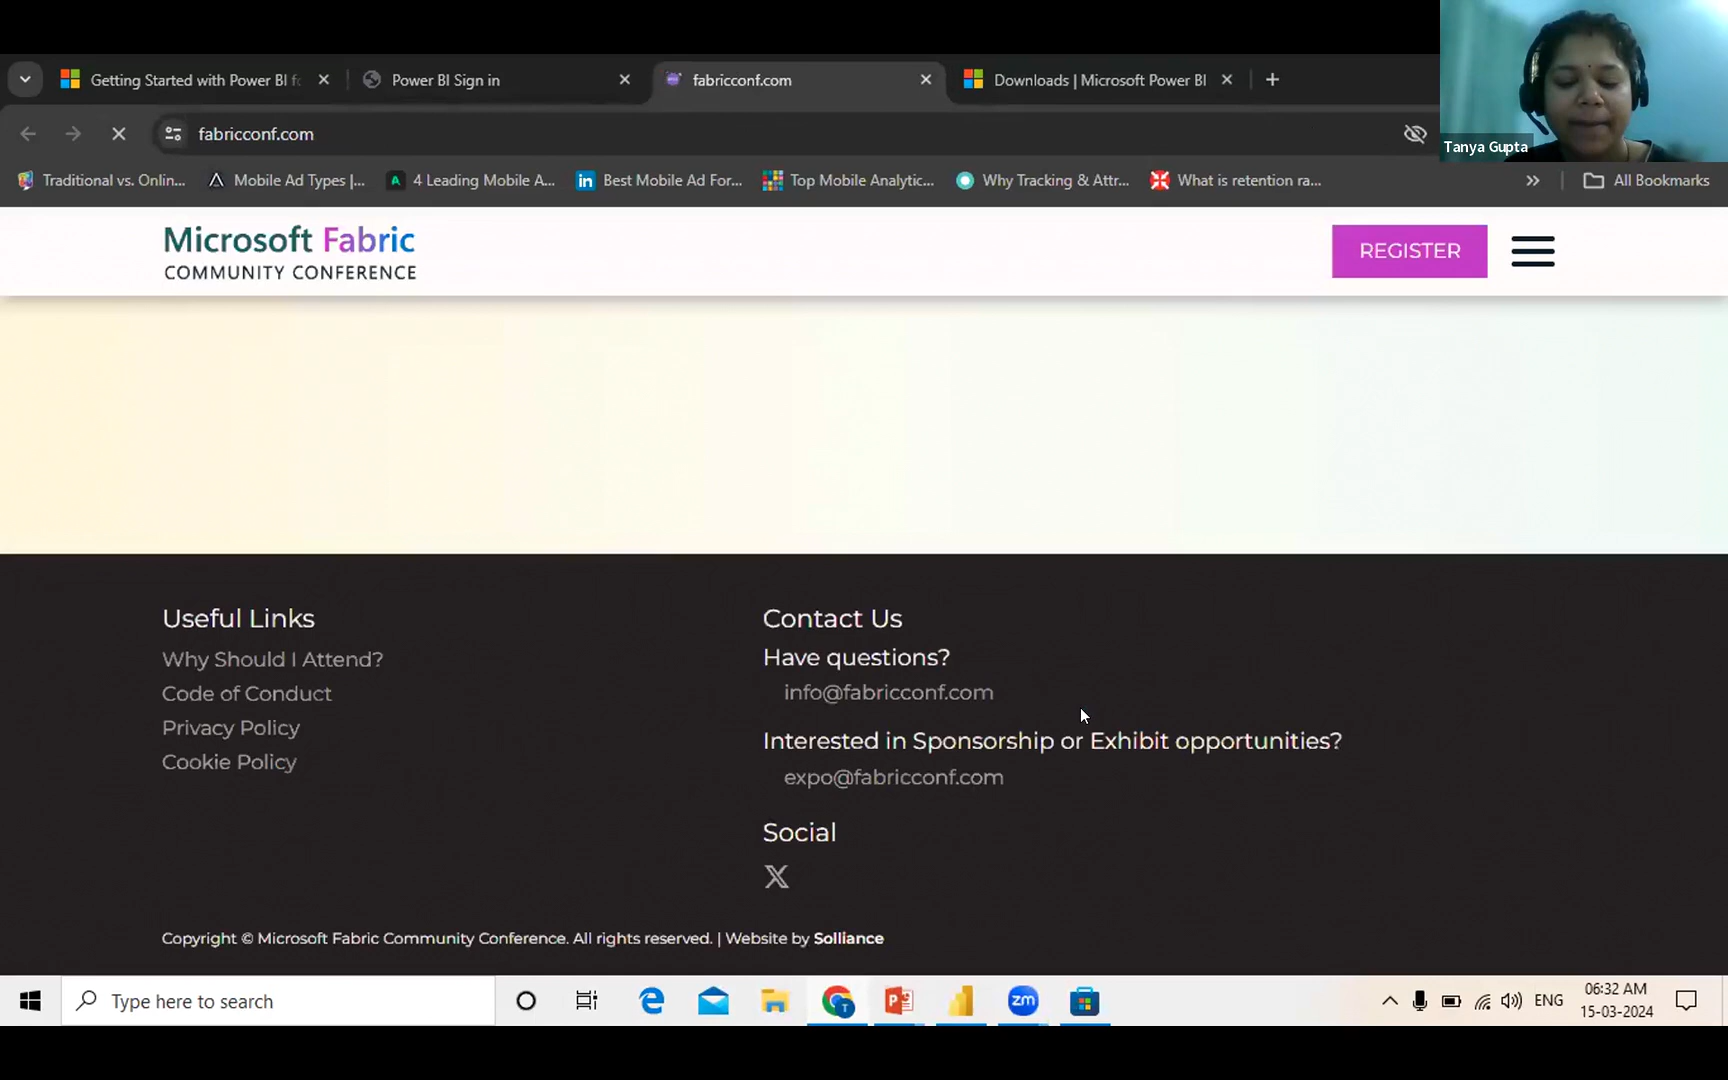 Getting Started with Power BI fo
Power BI Sign in
fabricconf.com
Downloads | Microsoft Power BI
fabricconf.com
Tanya Gupta
Traditional vs. Onlin...
Mobile Ad Types |...
4 Leading Mobile A...
Best Mobile Ad For...
Top Mobile Analytic...
Why Tracking & Attr...
What is retention ra...
All Bookmarks
Microsoft Fabric
COMMUNITY CONFERENCE
REGISTER
Useful Links
Why Should I Attend?
Code of Conduct
Privacy Policy
Cookie Policy
Contact Us
Have questions?
info@fabricconf.com
Interested in Sponsorship or Exhibit opportunities?
expo@fabricconf.com
Social
Copyright © Microsoft Fabric Community Conference. All rights reserved. | Website by Solliance
Type here to search
zm
ENG
06:32 AM
15-03-2024